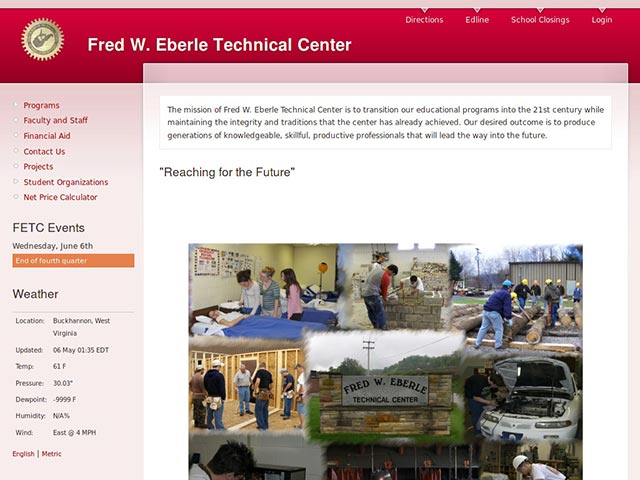 Directions
Edline
School Closings
Login
Fred W. Eberle Technical Center
Programs
Faculty and Staff
Financial Aid
Contact Us
Projects
Student Organizations
Net Price Calculator
FETC Events
Wednesday, June 6th
End of fourth quarter
Weather
Location: Buckhannon, West
Virginia
Updated: 06 May 01:35 EDT
Temp: 61 F
Pressure: 30.03"
Dewpoint: -9999 F
Humidity: N/A%
Wind: East @ 4 MPH
English | Metric
The mission of Fred W. Eberle Technical Center is to transition our educational programs into the 21st century while
maintaining the integrity and traditions that the center has already achieved. Our desired outcome is to produce
generations of knowledgeable, skillful, productive professionals that will lead the way into the future.
"Reaching for the Future"
FRED W. EBERLE
TECHNICAL CENTER